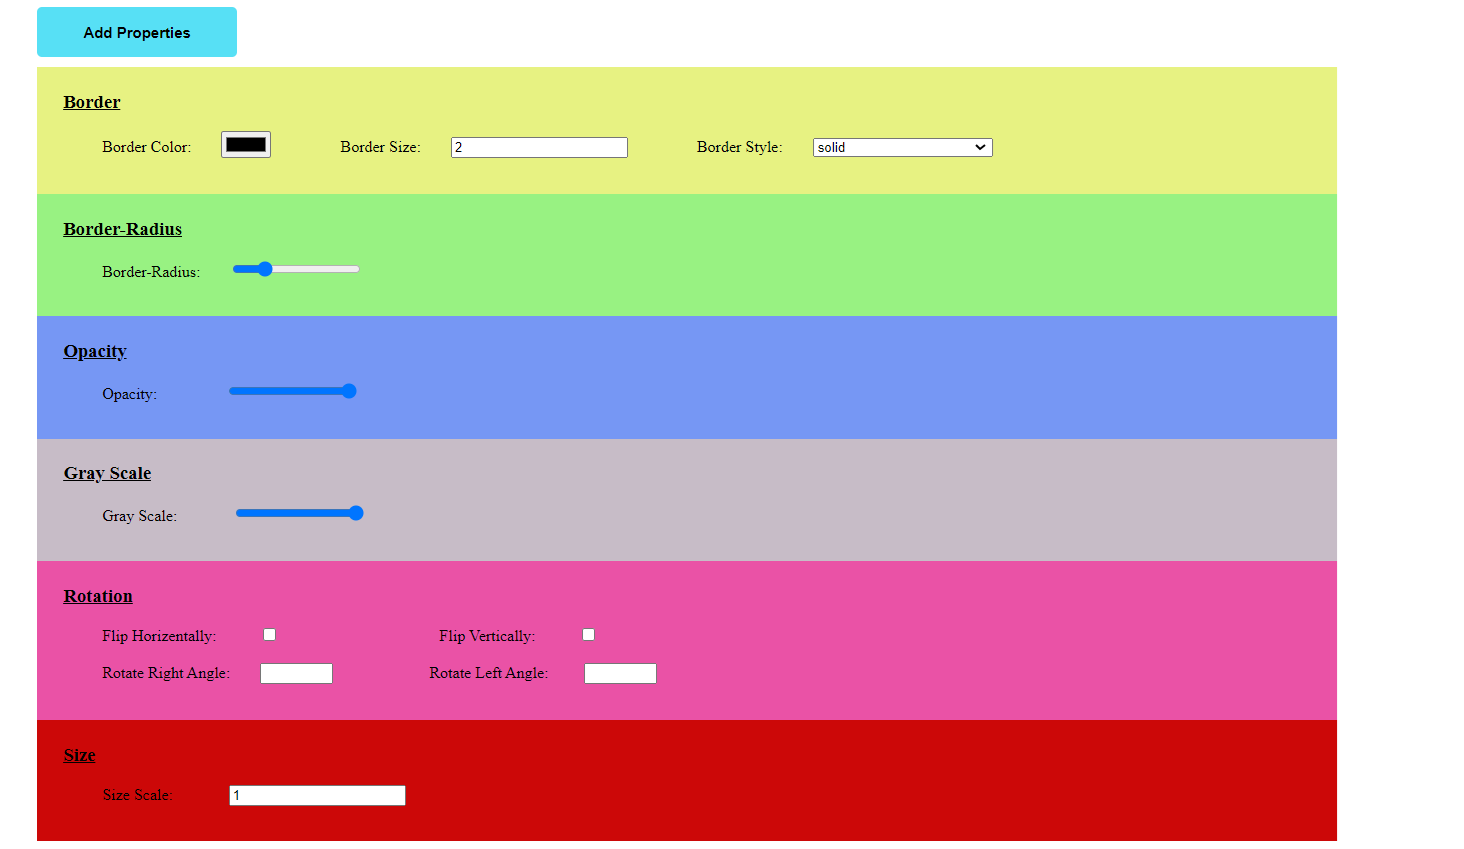 Add Properties
Border
Border Color: Border Size: 2 Border Style: solid
Border-Radius
Border-Radius:
Opacity
Opacity:
Gray Scale
Gray Scale:
Rotation
Flip Horizentally: Flip Vertically:
Rotate Right Angle: Rotate Left Angle:
Size
Size Scale: 1